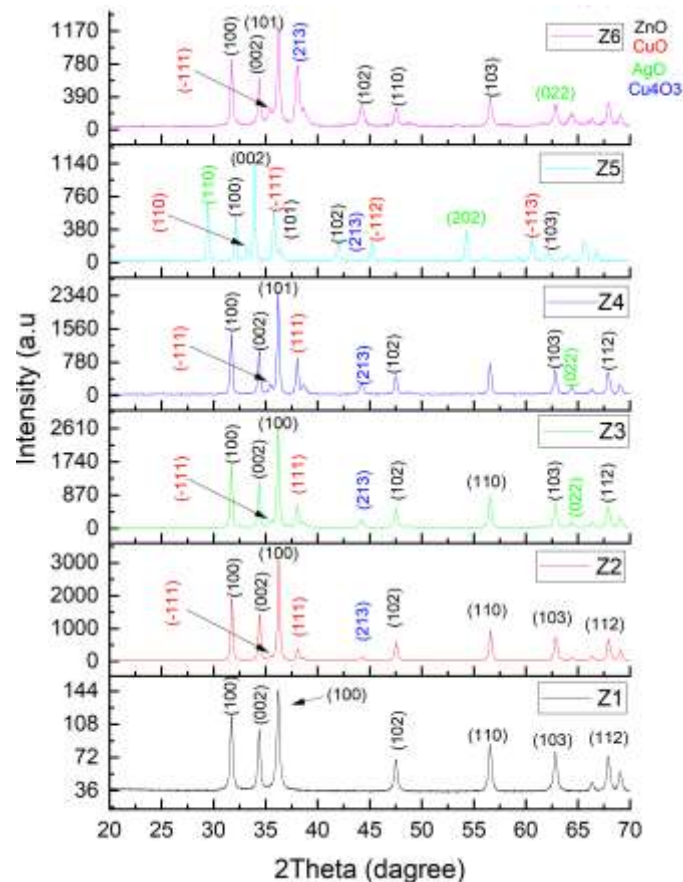 1170 (100) (101) (213) Z6 ZnO
CuO
780 (-111) (002) AgO
390 (102) (110) (103) (022) Cu4O3
0
1140 (002) Z5
760 (110) (110) (100) (-111) (101)
380 (102) (213) (-112) (202) (-113) (103)
0
2340 (101) Z4
1560 (100) (002)
780 (-111) (111) (213) (102) (103) (022) (112)
0
Intensity (a.u
2610 (100) Z3
1740 (100) (002)
870 (-111) (111) (213) (102) (110) (103) (022) (112)
0
3000 (100) Z2
2000 (100) (002)
1000 (-111) (111) (213) (102) (110) (103) (112)
0
144 (100) (002) (100) Z1
108
72 (102) (110) (103) (112)
36
20 25 30 35 40 45 50 55 60 65 70
2Theta (dagree)